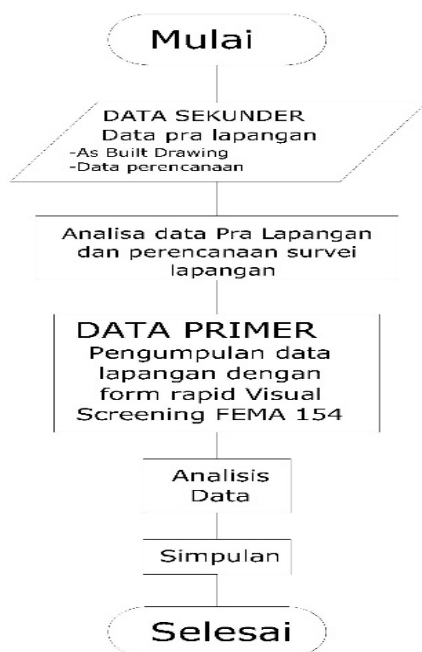 Mulai
DATA SEKUNDER
Data pra lapangan
-As Built Drawing
-Data perencanaan
Analisa data Pra Lapangan
dan perencanaan survei
lapangan
DATA PRIMER
Pengumpulan data
lapangan dengan
form rapid Visual
Screening FEMA 154
Analisis
Data
Simpulan
Selesai